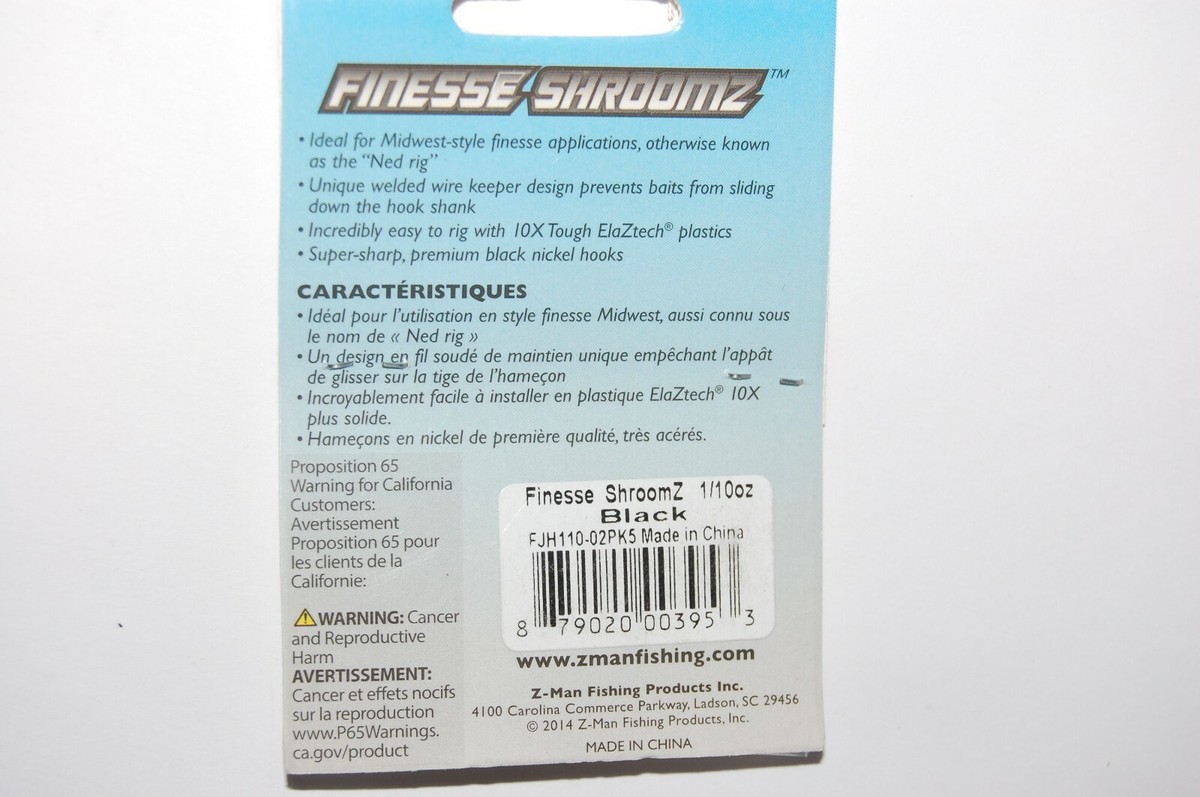 FINESSE SHROOMZ™
• Ideal for Midwest-style finesse applications, otherwise known
as the “Ned rig”
• Unique welded wire keeper design prevents baits from sliding
down the hook shank
• Incredibly easy to rig with 10X Tough ElaZtech® plastics
• Super-sharp, premium black nickel hooks
CARACTÉRISTIQUES
• Idéal pour l’utilisation en style finesse Midwest, aussi connu sous
le nom de « Ned rig »
• Un design en fil soudé de maintien unique empêchant l’appât
de glisser sur la tige de l’hameçon
• Incroyablement facile à installer en plastique ElaZtech® 10X
plus solide.
• Hameçons en nickel de première qualité, très acérés.
Proposition 65
Warning for California
Customers:
Avertissement
Proposition 65 pour
les clients de la
Californie:
⚠WARNING: Cancer
and Reproductive
Harm
AVERTISSEMENT:
Cancer et effets nocifs
sur la reproduction
www.P65Warnings.
ca.gov/product
Finesse ShroomZ 1/10oz
Black
FJH110-02PK5 Made in China
8 79020 00395 3
www.zmanfishing.com
Z-Man Fishing Products Inc.
4100 Carolina Commerce Parkway, Ladson, SC 29456
© 2014 Z-Man Fishing Products, Inc.
MADE IN CHINA